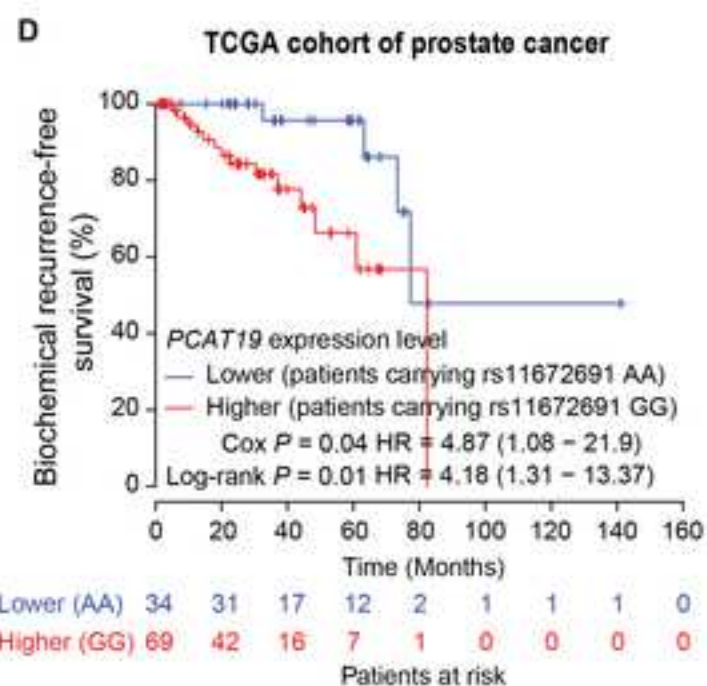 D
TCGA cohort of prostate cancer
Biochemical recurrence-free
survival (%)
100
80
60
40
20
0
PCAT19 expression level
Lower (patients carrying rs11672691 AA)
Higher (patients carrying rs11672691 GG)
Cox P = 0.04 HR = 4.87 (1.08 − 21.9)
Log-rank P = 0.01 HR = 4.18 (1.31 − 13.37)
0 20 40 60 80 100 120 140 160
Time (Months)
Lower (AA) 34 31 17 12 2 1 1 1 0
Higher (GG) 69 42 16 7 1 0 0 0 0
Patients at risk